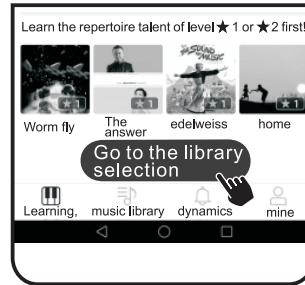 Learn the repertoire talent of level ★ 1 or ★ 2 first!
THE SOUND OF MUSIC
★1 ★1 ★1 ★1
Worm fly The answer edelweiss home
Go to the library
selection
Learning, music library dynamics mine